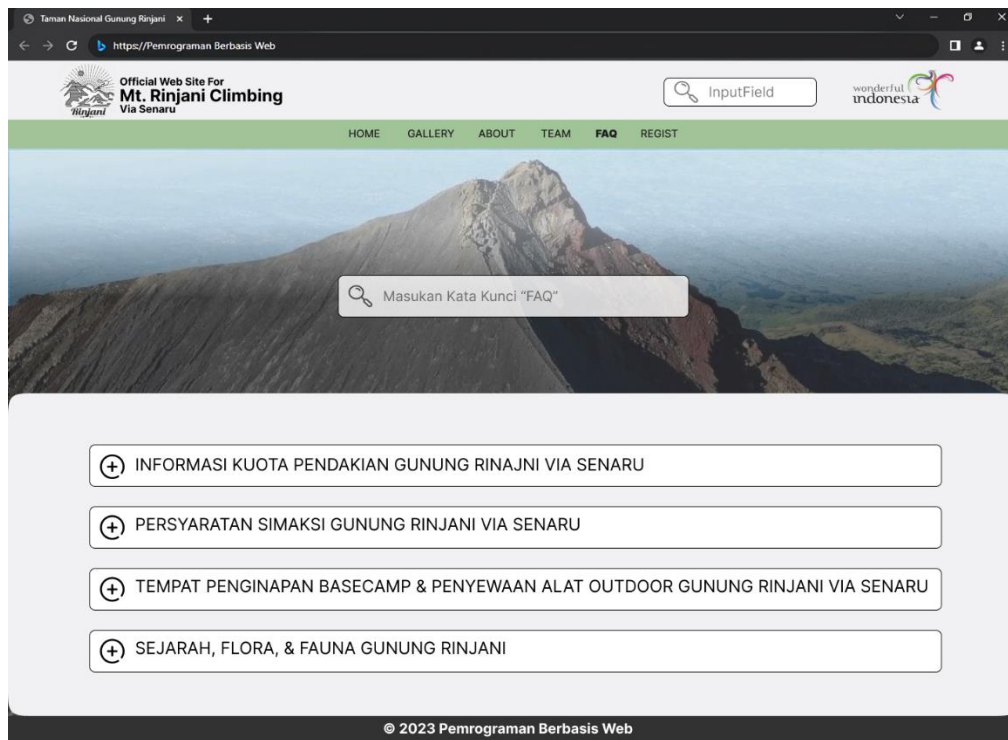 Taman Nasional Gunung Rinjani
https://Pemrograman Berbasis Web
Rinjani
Official Web Site For
Mt. Rinjani Climbing
Via Senaru
InputField
wonderful
indonesia
HOME GALLERY ABOUT TEAM FAQ REGIST
Masukan Kata Kunci "FAQ"
INFORMASI KUOTA PENDAKIAN GUNUNG RINAJNI VIA SENARU
PERSYARATAN SIMAKSI GUNUNG RINJANI VIA SENARU
TEMPAT PENGINAPAN BASECAMP & PENYEWAAN ALAT OUTDOOR GUNUNG RINJANI VIA SENARU
SEJARAH, FLORA, & FAUNA GUNUNG RINJANI
© 2023 Pemrograman Berbasis Web